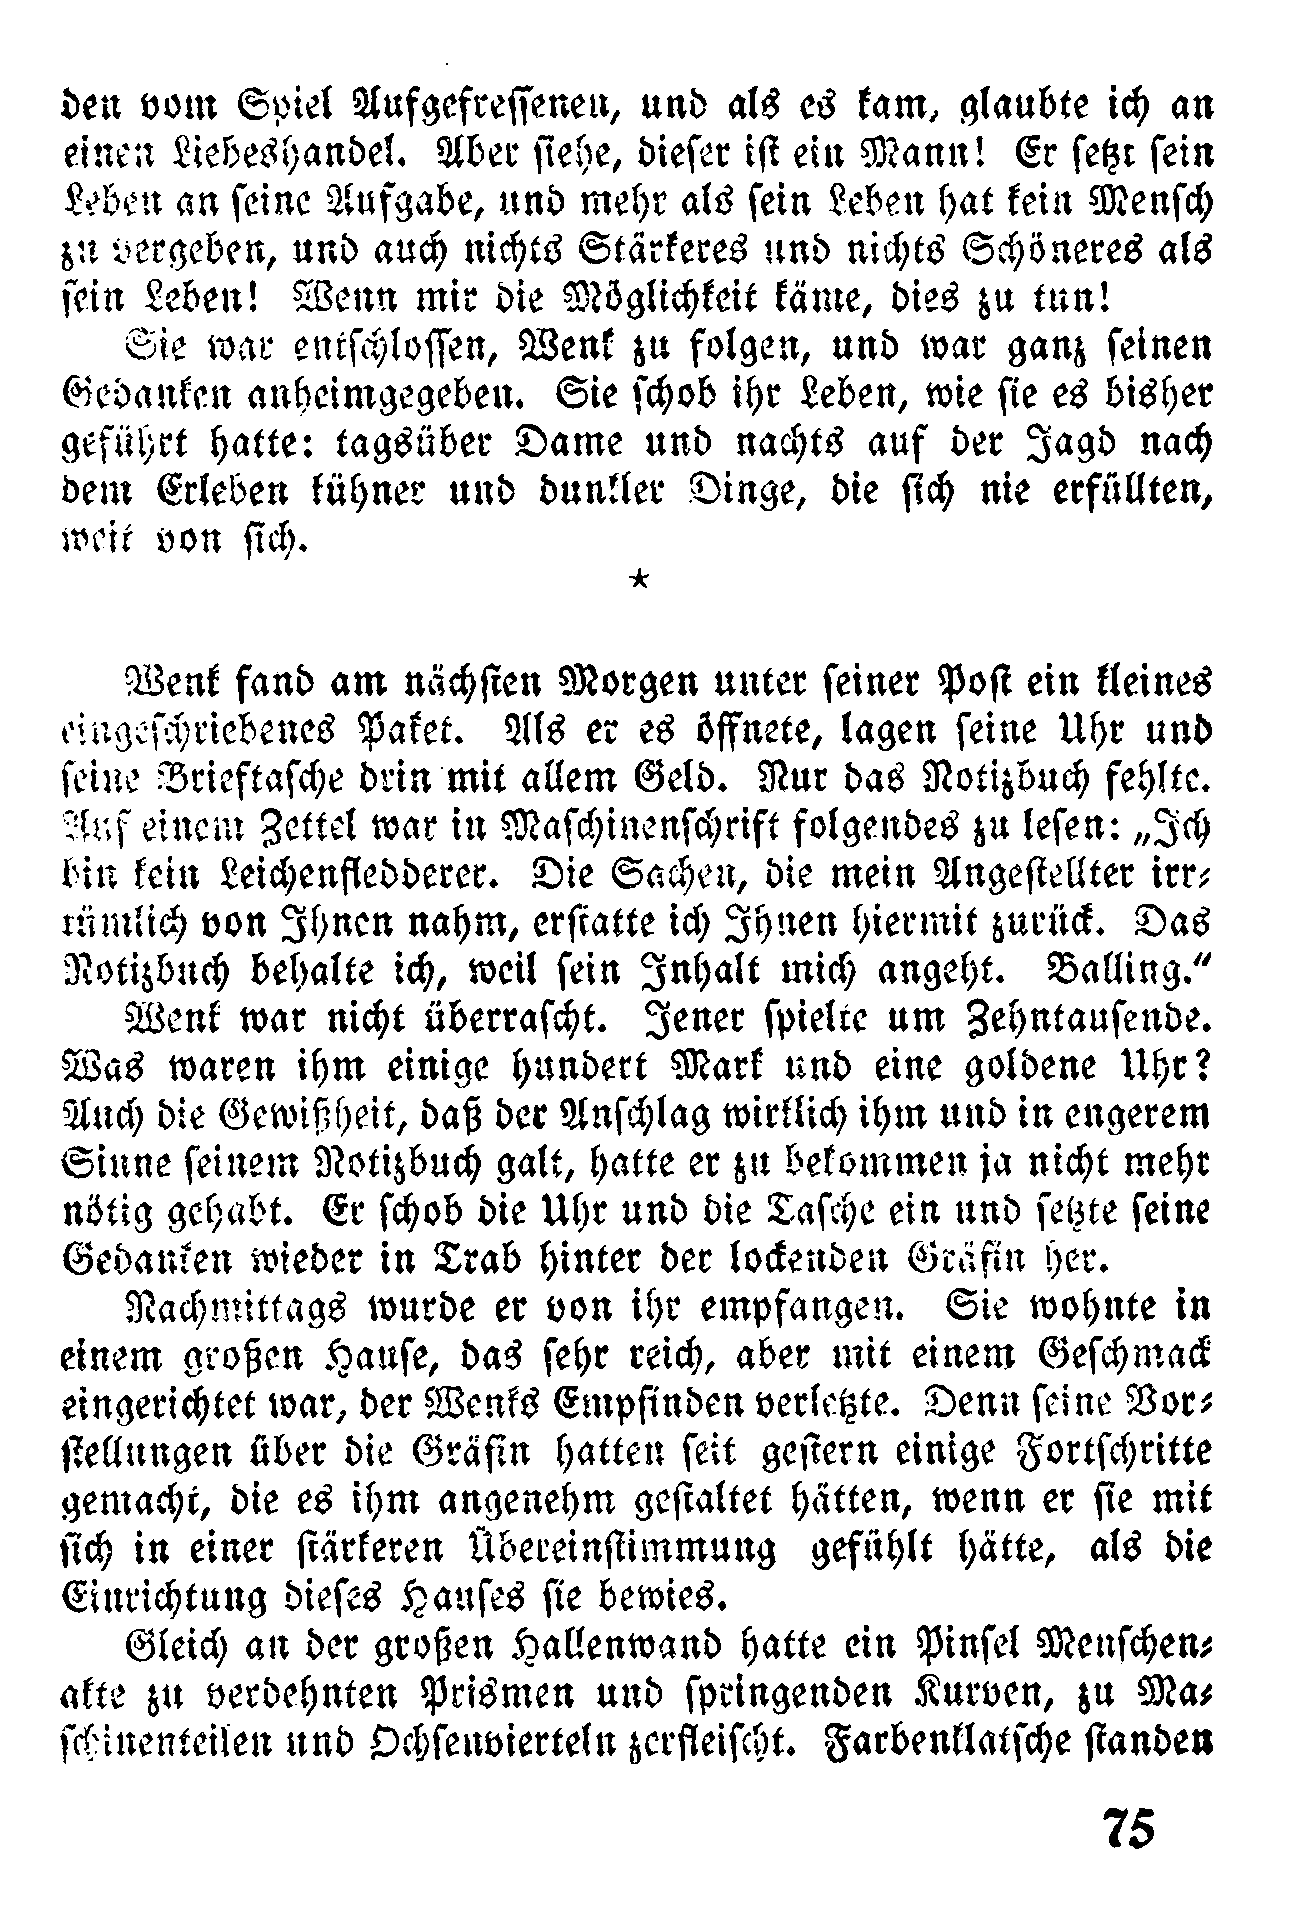 den vom Spiel Aufgefressenen, und als es kam, glaubte ich an
einen Liebeshandel. Aber siehe, dieser ist ein Mann! Er setzt sein
Leben an seine Aufgabe, und mehr als sein Leben hat kein Mensch
zu vergeben, und auch nichts Stärkeres und nichts Schöneres als
sein Leben! Wenn mir die Möglichkeit käme, dies zu tun!
Sie war entschlossen, Wenk zu folgen, und war ganz seinen
Gedanken anheimgegeben. Sie schob ihr Leben, wie sie es bisher
geführt hatte: tagsüber Dame und nachts auf der Jagd nach
dem Erleben kühner und dunkler Dinge, die sich nie erfüllten,
weit von sich.
*
Wenk fand am nächsten Morgen unter seiner Post ein kleines
eingeschriebenes Paket. Als er es öffnete, lagen seine Uhr und
seine Brieftasche drin mit allem Geld. Nur das Notizbuch fehlte.
Auf einem Zettel war in Maschinenschrift folgendes zu lesen: „Ich
bin kein Leichenfledderer. Die Sachen, die mein Angestellter irr-
tümlich von Ihnen nahm, erstatte ich Ihnen hiermit zurück. Das
Notizbuch behalte ich, weil sein Inhalt mich angeht. Balling.“
Wenk war nicht überrascht. Jener spielte um Zehntausende.
Was waren ihm einige hundert Mark und eine goldene Uhr?
Auch die Gewißheit, daß der Anschlag wirklich ihm und in engerem
Sinne seinem Notizbuch galt, hatte er zu bekommen ja nicht mehr
nötig gehabt. Er schob die Uhr und die Tasche ein und setzte seine
Gedanken wieder in Trab hinter der lockenden Gräfin her.
Nachmittags wurde er von ihr empfangen. Sie wohnte in
einem großen Hause, das sehr reich, aber mit einem Geschmack
eingerichtet war, der Wenks Empfinden verletzte. Denn seine Vor-
stellungen über die Gräfin hatten seit gestern einige Fortschritte
gemacht, die es ihm angenehm gestaltet hätten, wenn er sie mit
sich in einer stärkeren Übereinstimmung gefühlt hätte, als die
Einrichtung dieses Hauses sie bewies.
Gleich an der großen Hallenwand hatte ein Pinsel Menschen-
akte zu verdehnten Prismen und springenden Kurven, zu Ma-
schinenteilen und Ochsenvierteln zerfleischt. Farbenklatsche standen
75